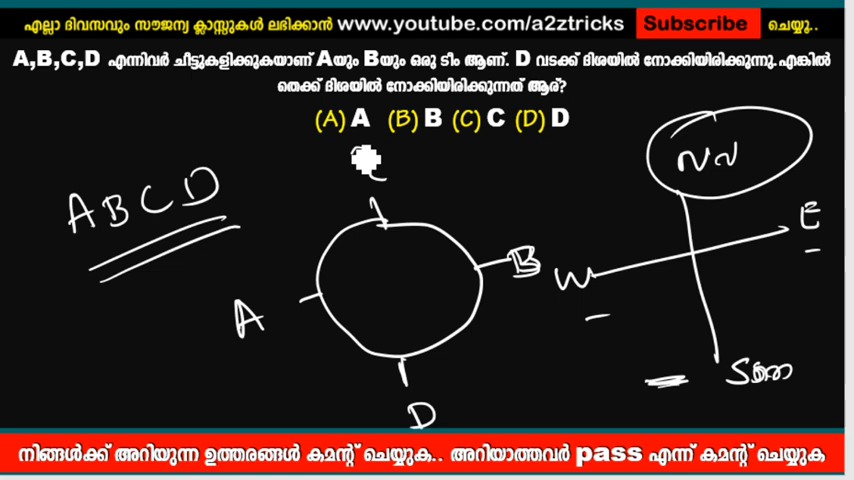 എല്ലാ ദിവസവും സൗജന്യ ക്ലാസ്സുകൾ ലഭിക്കാൻ www.youtube.com/a2ztricks Subscribe ചെയ്യൂ..
A,B,C,D എന്നിവർ ചീട്ടുകളിക്കുകയാണ് Aയും Bയും ഒരു ടീം ആണ്. D വടക്ക് ദിശയിൽ നോക്കിയിരിക്കുന്നു.എങ്കിൽ
തെക്ക് ദിശയിൽ നോക്കിയിരിക്കുന്നത് ആര്?
(A) A (B) B (C) C (D) D
A B C D
E
B
W
A
D
നിങ്ങൾക്ക് അറിയുന്ന ഉത്തരങ്ങൾ കമന്റ് ചെയ്യുക.. അറിയാത്തവർ pass എന്ന് കമന്റ് ചെയ്യുക